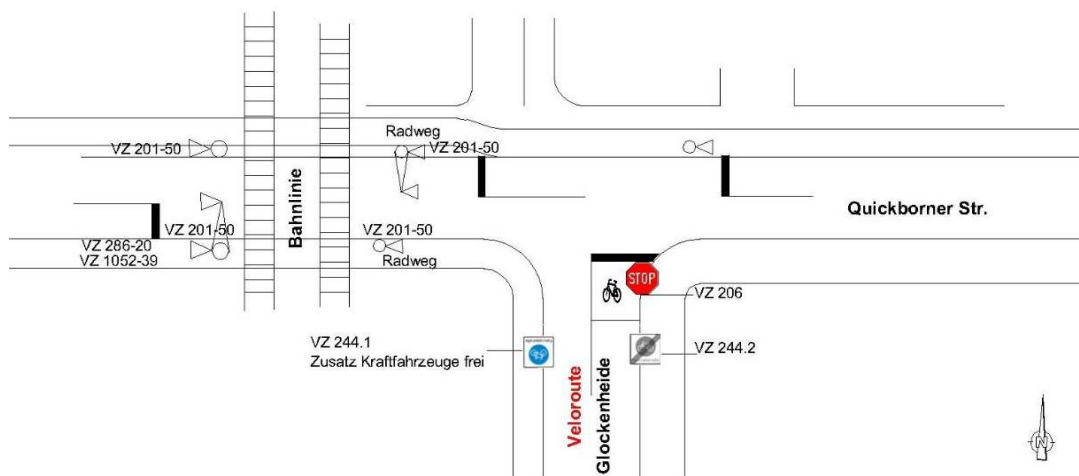 Radweg
VZ 201-50
VZ 201-50
Bahnlinie
Quickborner Str.
VZ 201-50
VZ 201-50
VZ 286-20
VZ 1052-39
Radweg
STOP
VZ 206
VZ 244.1
Zusatz Kraftfahrzeuge frei
VZ 244.2
Veloroute
Glockenheide
N